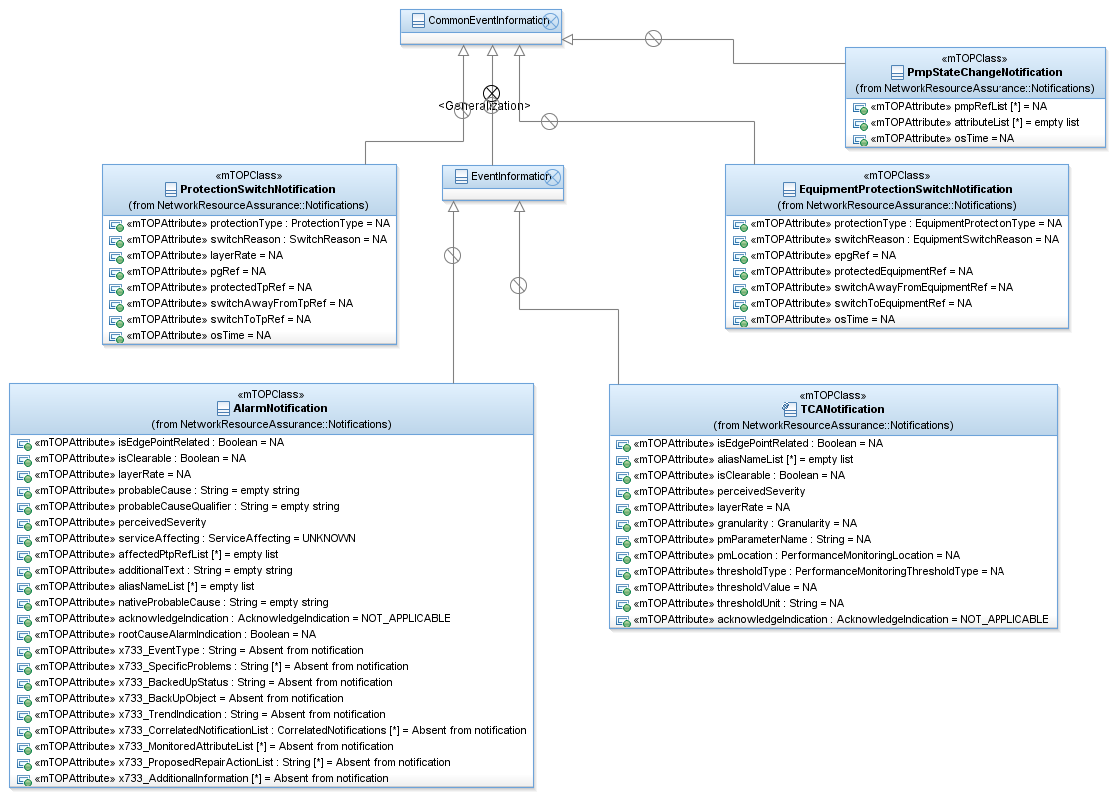 CommonEventInformation
«mTOPClass»
PmpStateChangeNotification
(from NetworkResourceAssurance::Notifications)
«mTOPAttribute» pmpRefList [*] = NA
«mTOPAttribute» attributeList [*] = empty list
«mTOPAttribute» osTime = NA
<Generalization>
«mTOPClass»
ProtectionSwitchNotification
(from NetworkResourceAssurance::Notifications)
«mTOPAttribute» protectionType : ProtectionType = NA
«mTOPAttribute» switchReason : SwitchReason = NA
«mTOPAttribute» layerRate = NA
«mTOPAttribute» pgRef = NA
«mTOPAttribute» protectedTpRef = NA
«mTOPAttribute» switchAwayFromTpRef = NA
«mTOPAttribute» switchToTpRef = NA
«mTOPAttribute» osTime = NA
EventInformation
«mTOPClass»
EquipmentProtectionSwitchNotification
(from NetworkResourceAssurance::Notifications)
«mTOPAttribute» protectionType : EquipmentProtectionType = NA
«mTOPAttribute» switchReason : EquipmentSwitchReason = NA
«mTOPAttribute» epgRef = NA
«mTOPAttribute» protectedEquipmentRef = NA
«mTOPAttribute» switchAwayFromEquipmentRef = NA
«mTOPAttribute» switchToEquipmentRef = NA
«mTOPAttribute» osTime = NA
«mTOPClass»
AlarmNotification
(from NetworkResourceAssurance::Notifications)
«mTOPAttribute» isEdgePointRelated : Boolean = NA
«mTOPAttribute» isClearable : Boolean = NA
«mTOPAttribute» layerRate = NA
«mTOPAttribute» probableCause : String = empty string
«mTOPAttribute» probableCauseQualifier : String = empty string
«mTOPAttribute» perceivedSeverity
«mTOPAttribute» serviceAffecting : ServiceAffecting = UNKNOWN
«mTOPAttribute» affectedPtpRefList [*] = empty list
«mTOPAttribute» additionalText : String = empty string
«mTOPAttribute» aliasNameList [*] = empty list
«mTOPAttribute» nativeProbableCause : String = empty string
«mTOPAttribute» acknowledgeIndication : AcknowledgeIndication = NOT_APPLICABLE
«mTOPAttribute» rootCauseAlarmIndication : Boolean = NA
«mTOPAttribute» x733_EventType : String = Absent from notification
«mTOPAttribute» x733_SpecificProblems : String [*] = Absent from notification
«mTOPAttribute» x733_BackedUpStatus : String = Absent from notification
«mTOPAttribute» x733_BackUpObject = Absent from notification
«mTOPAttribute» x733_TrendIndication : String = Absent from notification
«mTOPAttribute» x733_CorrelatedNotificationList : CorrelatedNotifications [*] = Absent from notification
«mTOPAttribute» x733_MonitoredAttributeList [*] = Absent from notification
«mTOPAttribute» x733_ProposedRepairActionList : String [*] = Absent from notification
«mTOPAttribute» x733_AdditionalInformation [*] = Absent from notification
«mTOPClass»
TCANotification
(from NetworkResourceAssurance::Notifications)
«mTOPAttribute» isEdgePointRelated : Boolean = NA
«mTOPAttribute» aliasNameList [*] = empty list
«mTOPAttribute» isClearable : Boolean = NA
«mTOPAttribute» perceivedSeverity
«mTOPAttribute» layerRate = NA
«mTOPAttribute» granularity : Granularity = NA
«mTOPAttribute» pmParameterName : String = NA
«mTOPAttribute» pmLocation : PerformanceMonitoringLocation = NA
«mTOPAttribute» thresholdType : PerformanceMonitoringThresholdType = NA
«mTOPAttribute» thresholdValue = NA
«mTOPAttribute» thresholdUnit : String = NA
«mTOPAttribute» acknowledgeIndication : AcknowledgeIndication = NOT_APPLICABLE